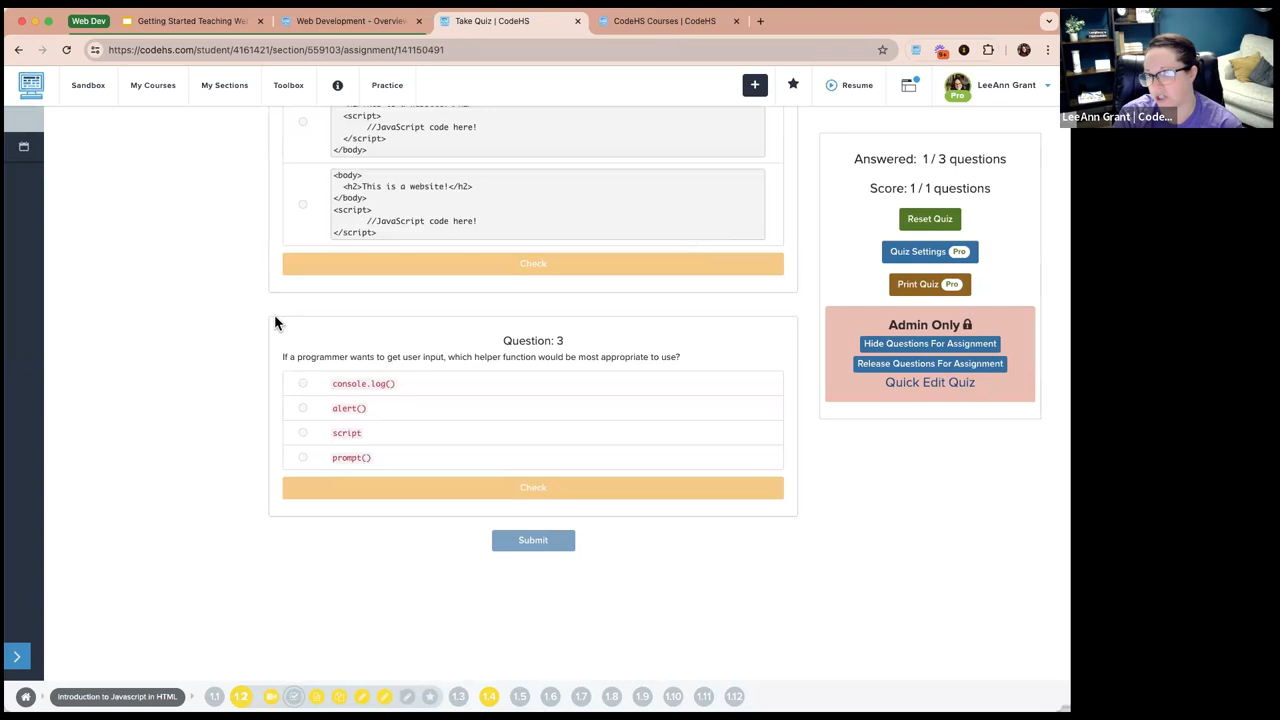 Web Dev
Getting Started Teaching We
Web Development - Overview
Take Quiz | CodeHS
CodeHS Courses | CodeHS
https://codehs.com/student/4161421/section/559103/assignment/141150491
9+
Sandbox
My Courses
My Sections
Toolbox
Practice
Resume
Pro
LeeAnn Grant
LeeAnn Grant | Code...
<script>
//JavaScript code here!
</script>
</body>
<body>
<h2>This is a website!</h2>
</body>
<script>
//JavaScript code here!
</script>
Check
Question: 3
If a programmer wants to get user input, which helper function would be most appropriate to use?
console.log()
alert()
script
prompt()
Check
Submit
Answered: 1 / 3 questions
Score: 1 / 1 questions
Reset Quiz
Quiz Settings Pro
Print Quiz Pro
Admin Only
Hide Questions For Assignment
Release Questions For Assignment
Quick Edit Quiz
Introduction to Javascript in HTML
1.1
1.2
1.3
1.4
1.5
1.6
1.7
1.8
1.9
1.10
1.11
1.12